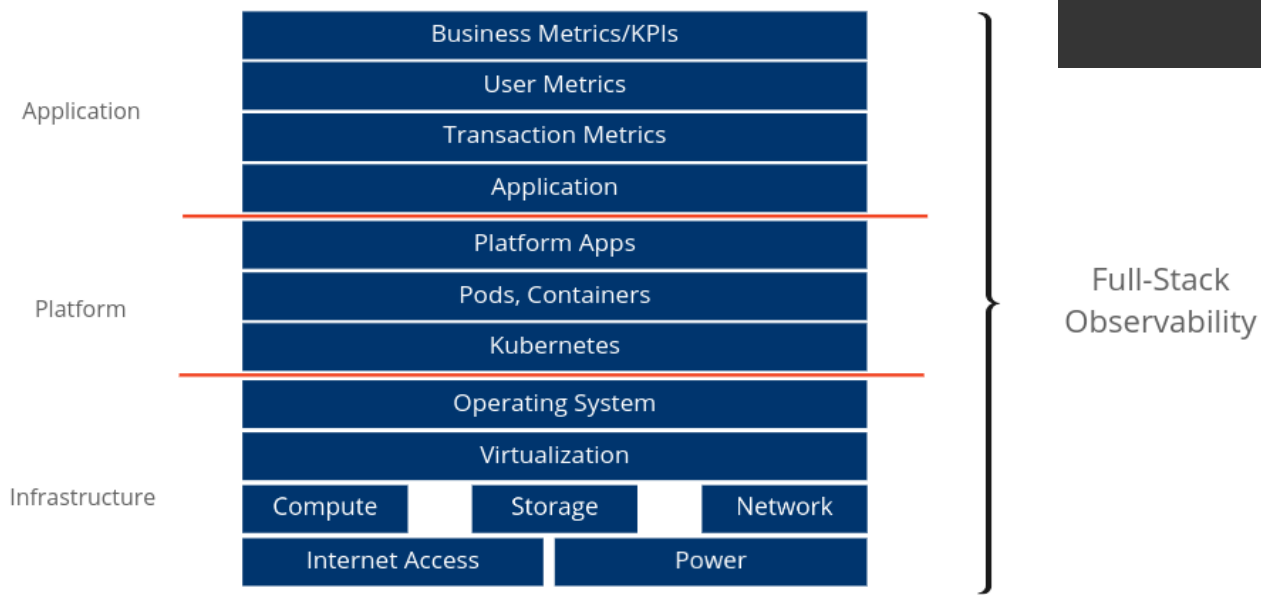 Business Metrics/KPIs
User Metrics
Application
Transaction Metrics
Application
Platform Apps
Platform
Pods, Containers
Kubernetes
Full-Stack
Observability
Operating System
Virtualization
Infrastructure
Compute
Storage
Network
Internet Access
Power